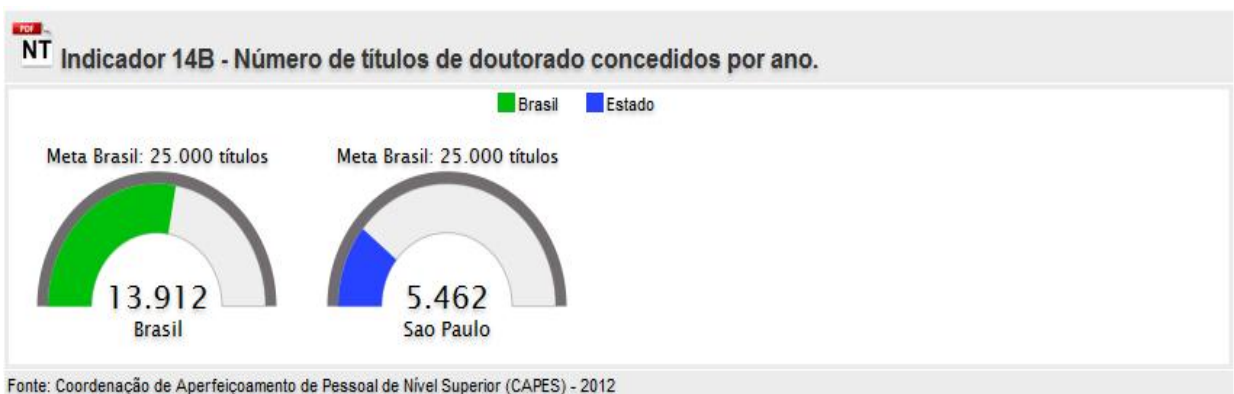 PDF
NT
Indicador 14B - Número de títulos de doutorado concedidos por ano.
Brasil Estado
Meta Brasil: 25.000 títulos
13.912
Brasil
Meta Brasil: 25.000 títulos
5.462
Sao Paulo
Fonte: Coordenação de Aperfeiçoamento de Pessoal de Nível Superior (CAPES) - 2012